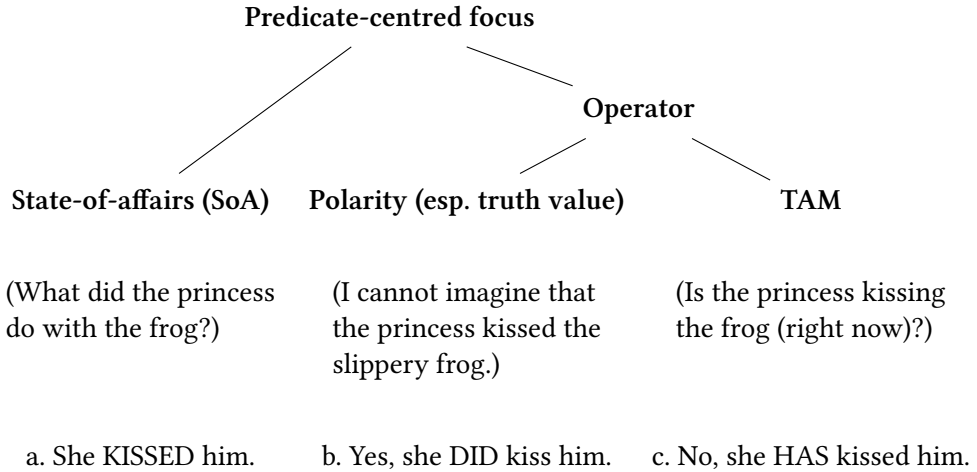 Predicate-centred focus
Operator
State-of-affairs (SoA)
Polarity (esp. truth value)
TAM
(What did the princess
do with the frog?)
(I cannot imagine that
the princess kissed the
slippery frog.)
(Is the princess kissing
the frog (right now)?)
a. She KISSED him.
b. Yes, she DID kiss him.
c. No, she HAS kissed him.